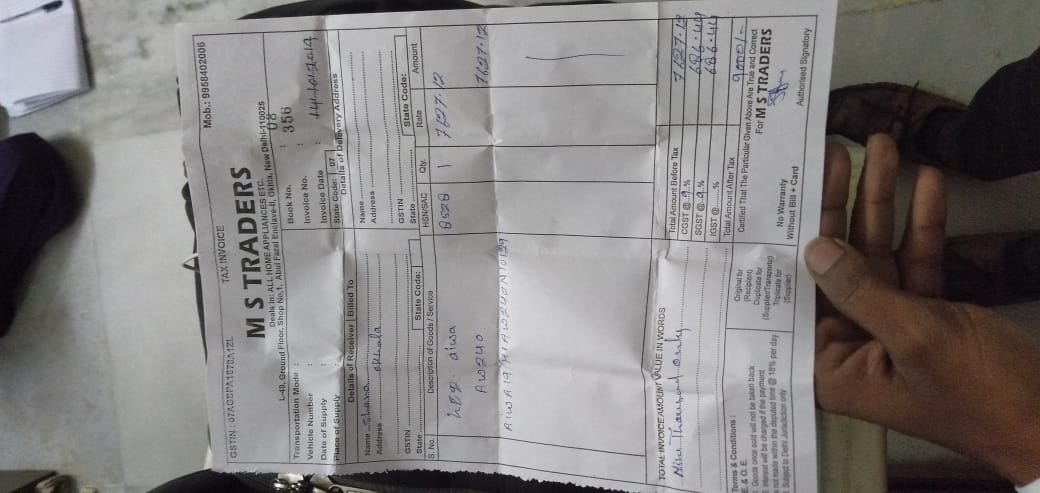 GSTIN : 07AGSPA1670A1ZL TAX INVOICE Mob.: 9958402006
M S TRADERS
Deals in: ALL HOME APPLIANCES ETC.
L-49, Ground Floor, Shop No.1, Abul Fazal Enclave-II, Okhla, New Delhi-110025
Transportation Mode : Book No. : 08
Vehicle Number : Invoice No. : 356
Date of Supply : Invoice Date :
Place of Supply : State Code: 07
Details of Receiver | Billed To Details of Delivery Address
Name Name
Address okhala Address
GSTIN GSTIN
State State Code: State State Code:
S. No. Description of Goods / Service HSN/SAC Qty. Rate Amount
LED aiwa 8528 1 7627.12 7627.12
AW240
TOTAL INVOICE AMOUNT VALUE IN WORDS Total Amount Before Tax 7627.12
Nine Thousand only CGST @ 9 % 686.44
SGST @ 9 % 686.44
IGST @ %
Total Amount After Tax 9000/-
Terms & Conditions :
E. & O. E.
Goods once sold will not be taken back
Interest will be charged if the payment
is not made within the stipulated time @ 18% per day
Subject to Delhi Jurisdiction only
Original for
(Recipient)
Duplicate for
(Supplier/Transporter)
Triplicate for
(Supplier)
Certified That The Particular Given Above Are True and Correct
For M S TRADERS
No Warranty
Without Bill + Card
Authorised Signatory